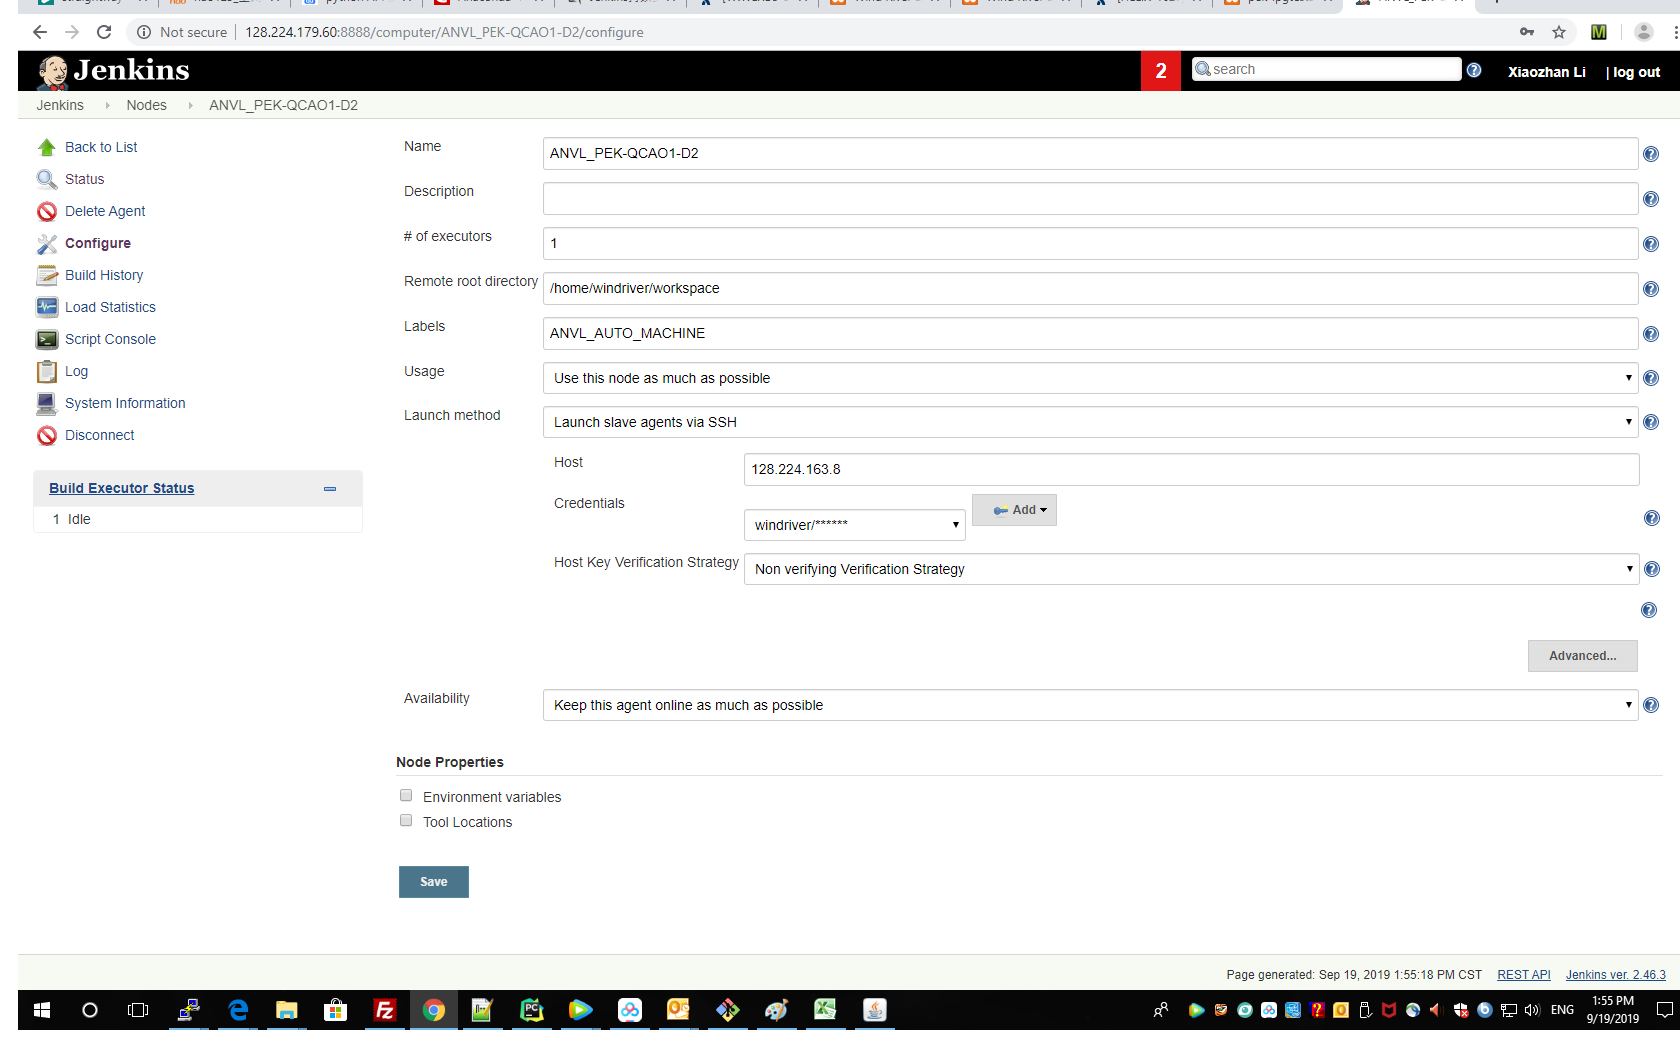 Not secure | 128.224.179.60:8888/computer/ANVL_PEK-QCAO1-D2/configure
Jenkins
2
search
Xiaozhan Li
| log out
Jenkins
Nodes
ANVL_PEK-QCAO1-D2
Back to List
Status
Delete Agent
Configure
Build History
Load Statistics
Script Console
Log
System Information
Disconnect
Build Executor Status
1 Idle
Name
ANVL_PEK-QCAO1-D2
Description
# of executors
1
Remote root directory
/home/windriver/workspace
Labels
ANVL_AUTO_MACHINE
Usage
Use this node as much as possible
Launch method
Launch slave agents via SSH
Host
128.224.163.8
Credentials
windriver/******
Add
Host Key Verification Strategy
Non verifying Verification Strategy
Advanced...
Availability
Keep this agent online as much as possible
Node Properties
Environment variables
Tool Locations
Save
Page generated: Sep 19, 2019 1:55:18 PM CST
REST API
Jenkins ver. 2.46.3
ENG
1:55 PM
9/19/2019